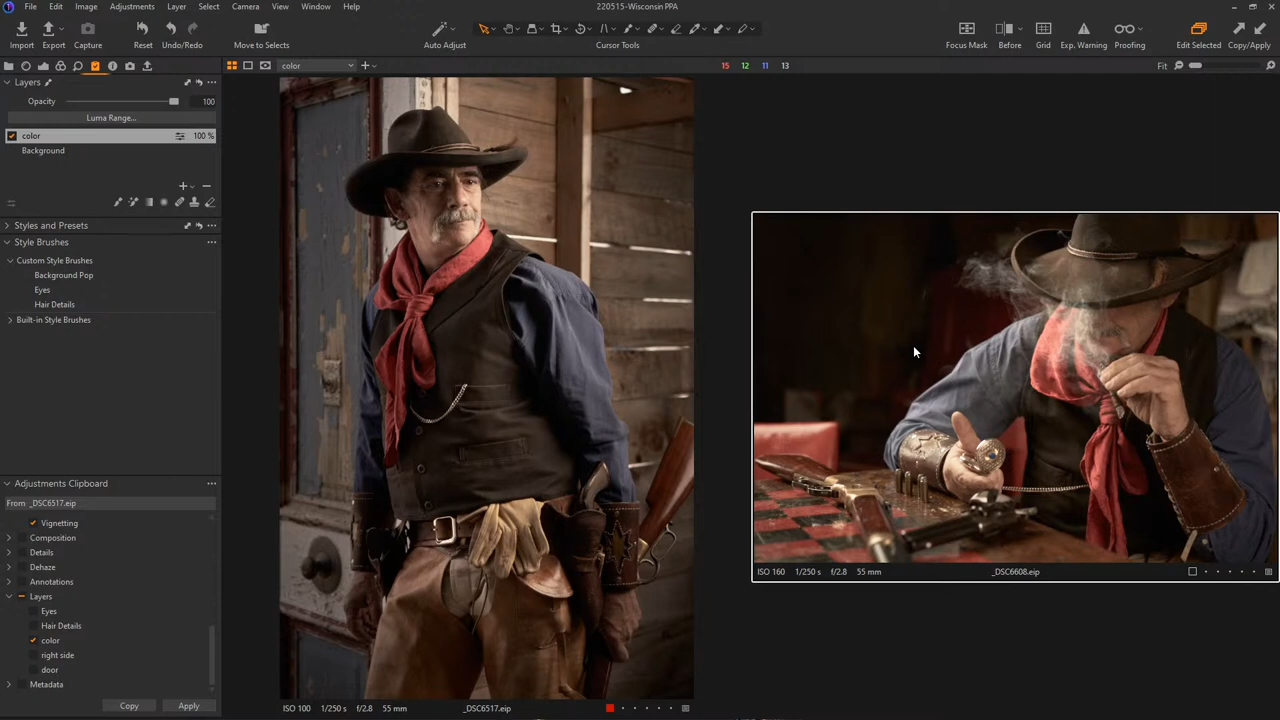 File Edit Image Adjustments Layer Select Camera View Window Help
220515-Wisconsin PPA
Import Export Capture Reset Undo/Redo Move to Selects Auto Adjust Cursor Tools Focus Mask Before Grid Exp. Warning Proofing Edit Selected Copy/Apply
color
15 12 11 13
Fit
Layers
Opacity 100
Luma Range...
color 100 %
Background
Styles and Presets
Style Brushes
Custom Style Brushes
Background Pop
Eyes
Hair Details
Built-in Style Brushes
Adjustments Clipboard
From _DSC6517.eip
Vignetting
Composition
Details
Dehaze
Annotations
Layers
Eyes
Hair Details
color
right side
door
Metadata
Copy Apply
ISO 100 1/250 s f/2.8 55 mm _DSC6517.eip
ISO 160 1/250 s f/2.8 55 mm _DSC6608.eip